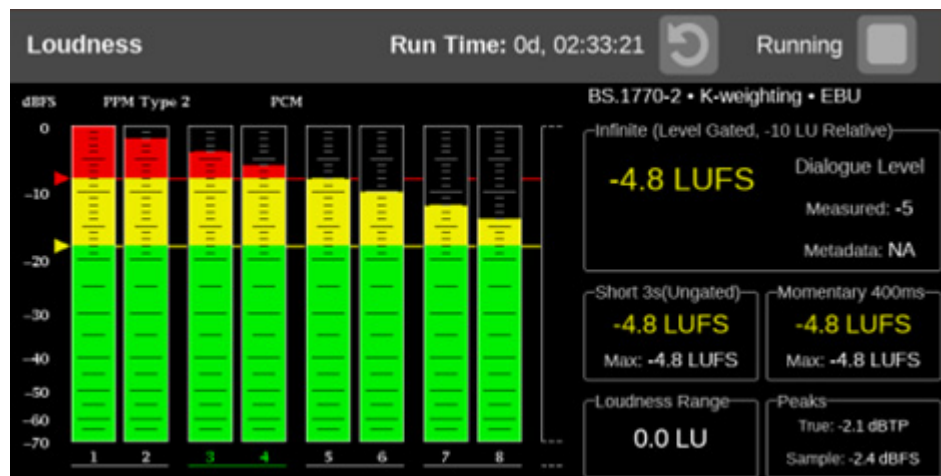 Loudness
Run Time: 0d, 02:33:21
Running
dBFS PPM Type 2 PCM
0
-10
-20
-30
-40
-50
-60
-70
1 2 3 4 5 6 7 8
BS.1770-2 • K-weighting • EBU
Infinite (Level Gated, -10 LU Relative)
-4.8 LUFS
Dialogue Level
Measured: -5
Metadata: NA
Short 3s(Ungated)
-4.8 LUFS
Max: -4.8 LUFS
Momentary 400ms
-4.8 LUFS
Max: -4.8 LUFS
Loudness Range
0.0 LU
Peaks
True: -2.1 dBTP
Sample: -2.4 dBFS